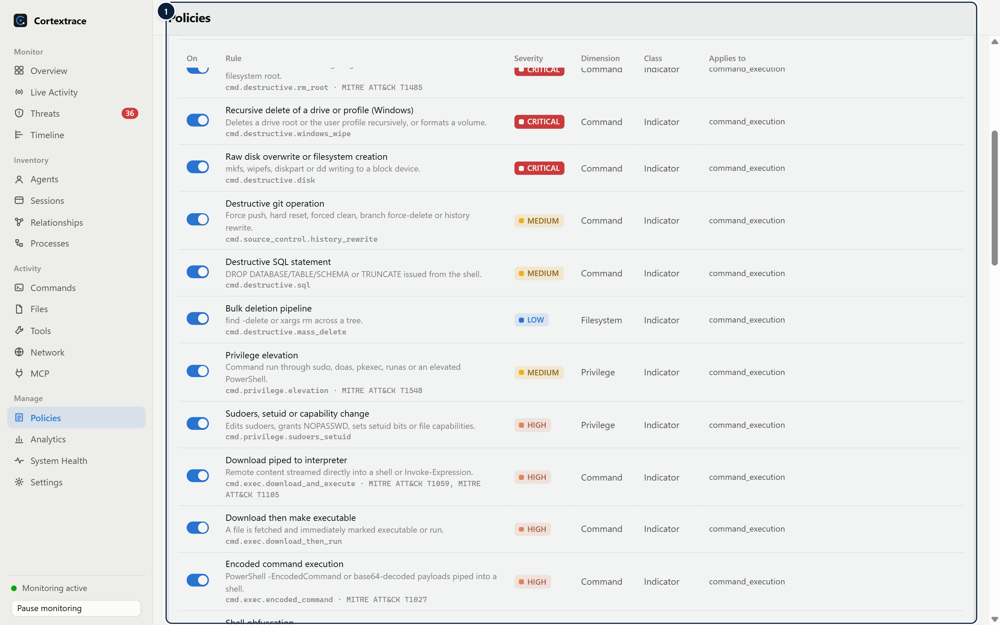 Cortextrace
Monitor
Overview
Live Activity
Threats 36
Timeline
Inventory
Agents
Sessions
Relationships
Processes
Activity
Commands
Files
Tools
Network
MCP
Manage
Policies
Analytics
System Health
Settings
Monitoring active
Pause monitoring
1
Policies
On Rule Severity Dimension Class Applies to
CRITICAL Command Indicator command_execution
filesystem root.
cmd.destructive.rm_root · MITRE ATT&CK T1485
Recursive delete of a drive or profile (Windows)
Deletes a drive root or the user profile recursively, or formats a volume.
cmd.destructive.windows_wipe
CRITICAL Command Indicator command_execution
Raw disk overwrite or filesystem creation
mkfs, wipefs, diskpart or dd writing to a block device.
cmd.destructive.disk
CRITICAL Command Indicator command_execution
Destructive git operation
Force push, hard reset, forced clean, branch force-delete or history
rewrite.
cmd.source_control.history_rewrite
MEDIUM Command Indicator command_execution
Destructive SQL statement
DROP DATABASE/TABLE/SCHEMA or TRUNCATE issued from the shell.
cmd.destructive.sql
MEDIUM Command Indicator command_execution
Bulk deletion pipeline
find -delete or xargs rm across a tree.
cmd.destructive.mass_delete
LOW Filesystem Indicator command_execution
Privilege elevation
Command run through sudo, doas, pkexec, runas or an elevated
PowerShell.
cmd.privilege.elevation · MITRE ATT&CK T1548
MEDIUM Privilege Indicator command_execution
Sudoers, setuid or capability change
Edits sudoers, grants NOPASSWD, sets setuid bits or file capabilities.
cmd.privilege.sudoers_setuid
HIGH Privilege Indicator command_execution
Download piped to interpreter
Remote content streamed directly into a shell or Invoke-Expression.
cmd.exec.download_and_execute · MITRE ATT&CK T1059, MITRE
ATT&CK T1105
HIGH Command Indicator command_execution
Download then make executable
A file is fetched and immediately marked executable or run.
cmd.exec.download_then_run
HIGH Command Indicator command_execution
Encoded command execution
PowerShell -EncodedCommand or base64-decoded payloads piped into a
shell.
cmd.exec.encoded_command · MITRE ATT&CK T1027
HIGH Command Indicator command_execution
Shell obfuscation